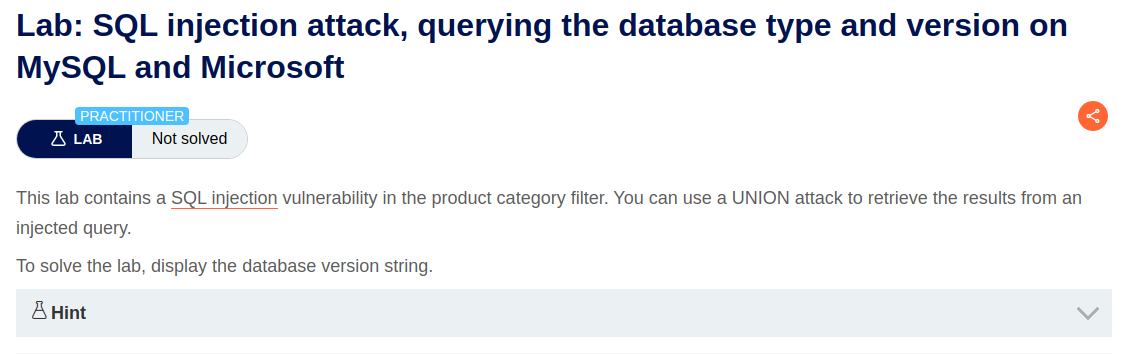 Lab: SQL injection attack, querying the database type and version on
MySQL and Microsoft
PRACTITIONER
LAB
Not solved
This lab contains a SQL injection vulnerability in the product category filter. You can use a UNION attack to retrieve the results from an
injected query.
To solve the lab, display the database version string.
Hint